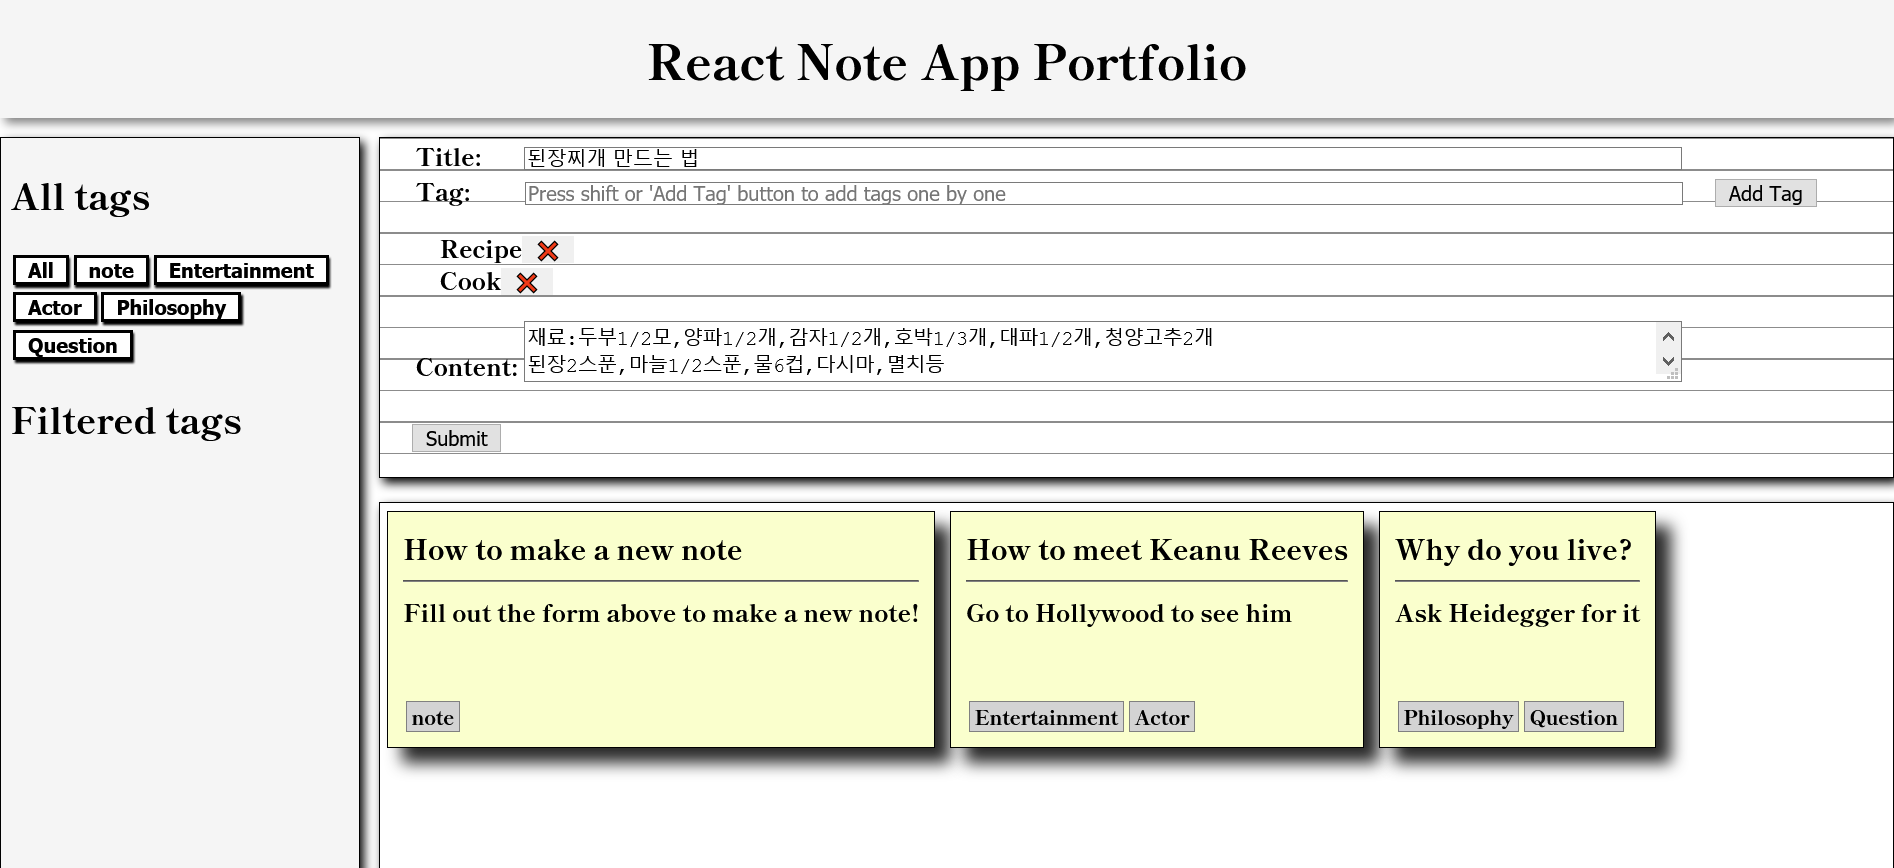 React Note App Portfolio
All tags
All note Entertainment
Actor Philosophy
Question
Filtered tags
Title: 된장찌개 만드는 법
Tag: Press shift or 'Add Tag' button to add tags one by one Add Tag
Recipe
Cook
Content: 재료:두부1/2모,양파1/2개,감자1/2개,호박1/3개,대파1/2개,청양고추2개
된장2스푼,마늘1/2스푼,물6컵,다시마,멸치등
Submit
How to make a new note
Fill out the form above to make a new note!
note
How to meet Keanu Reeves
Go to Hollywood to see him
Entertainment Actor
Why do you live?
Ask Heidegger for it
Philosophy Question